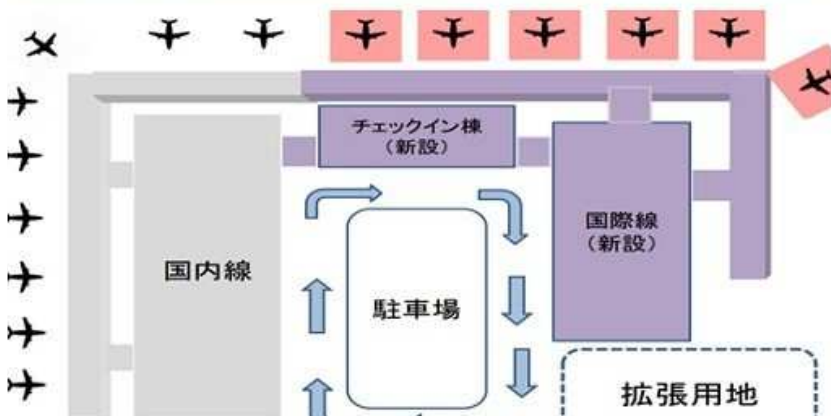 チェックイン棟
（新設）
国際線
（新設）
国内線
駐車場
拡張用地